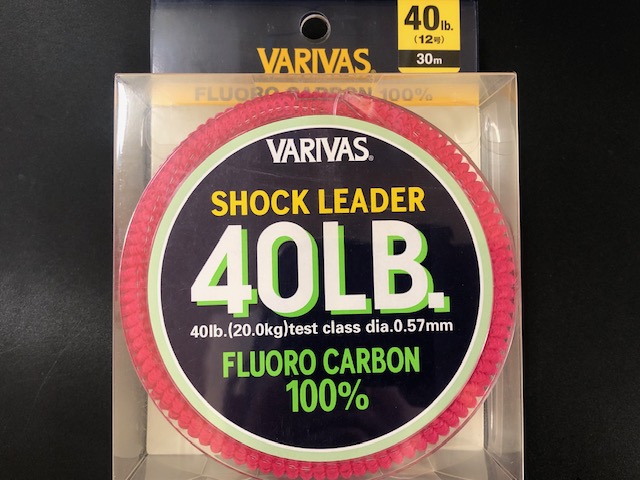 40lb.
(12号)
30m
VARIVAS®
FLUORO CARBON 100%
VARIVAS®
SHOCK LEADER
40LB.
40lb.(20.0kg)test class dia.0.57mm
FLUORO CARBON
100%